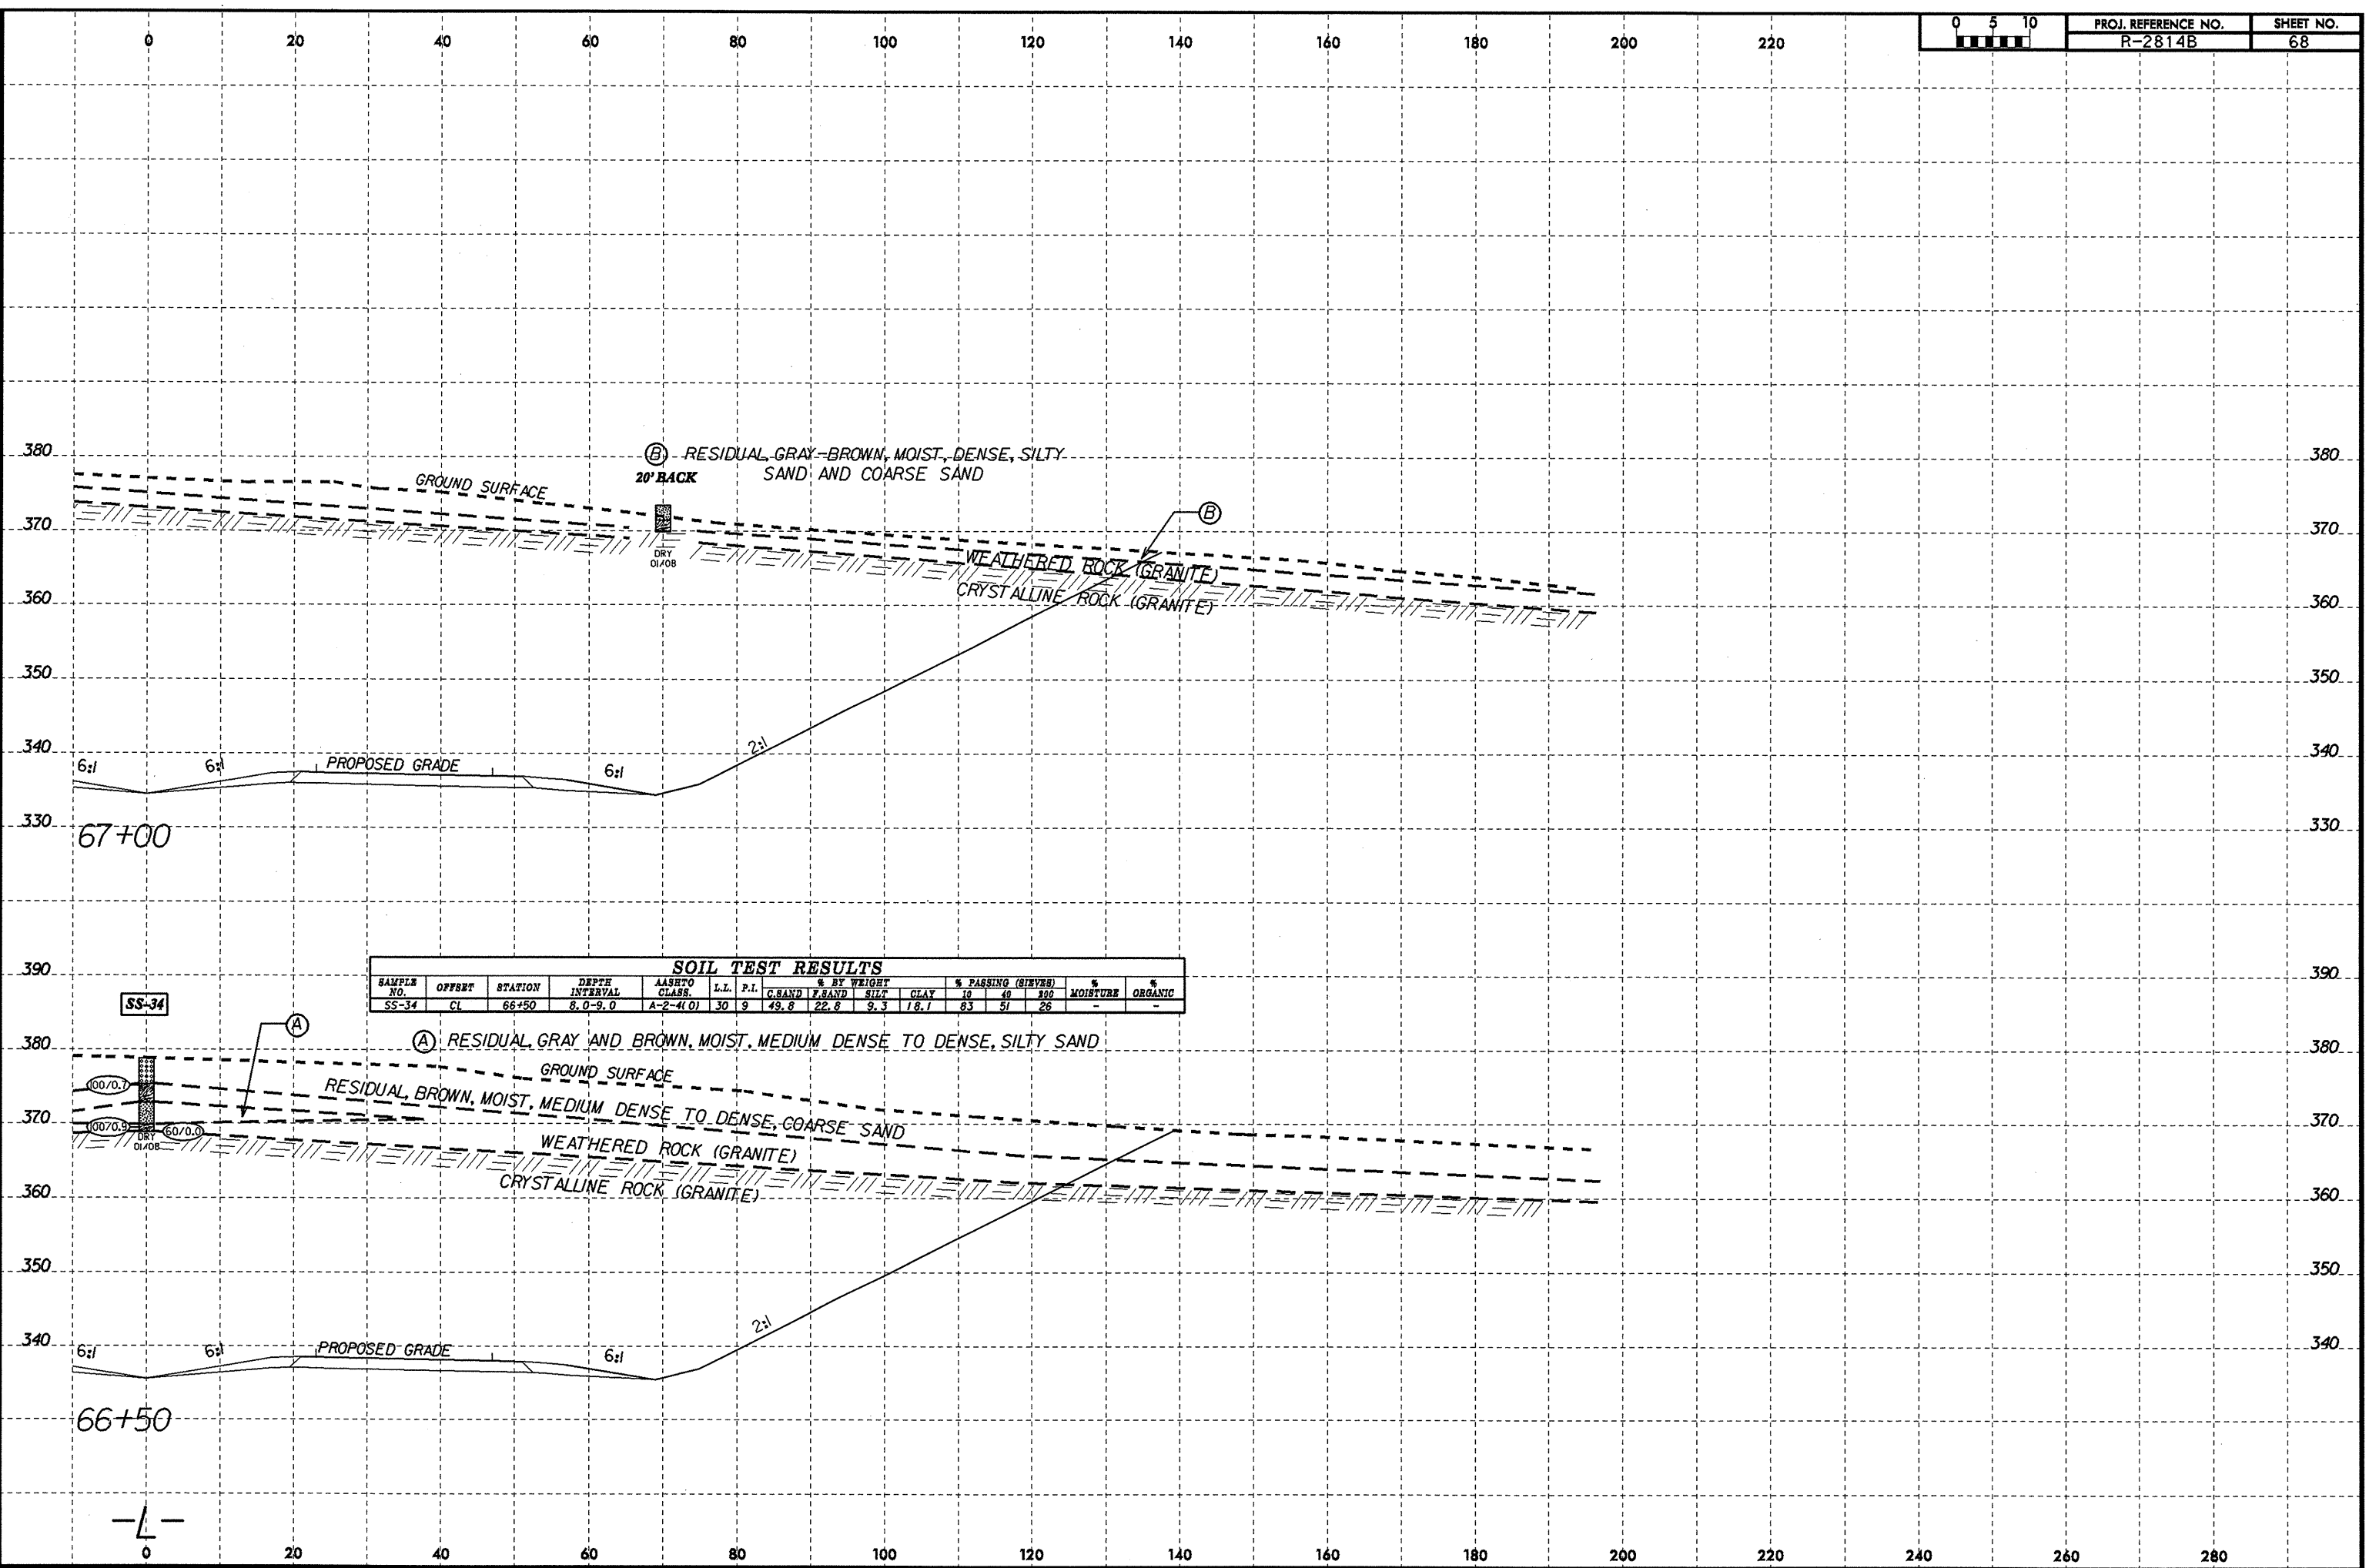 0 5 10 PROJ. REFERENCE NO. SHEET NO.
R-2814B 68
0 20 40 60 80 100 120 140 160 180 200 220
380 380
Ⓑ RESIDUAL, GRAY-BROWN, MOIST, DENSE, SILTY
SAND AND COARSE SAND
20' BACK
GROUND SURFACE
B
370 370
DRY
01/08
WEATHERED ROCK (GRANITE)
CRYSTALLINE ROCK (GRANITE)
360 360
350 350
2:1
340 340
6:1 6:1 PROPOSED GRADE 6:1
330 330
67+00
390 390
SOIL TEST RESULTS
SAMPLE NO. OFFSET STATION DEPTH INTERVAL AASHTO CLASS. L.L. P.I. % BY WEIGHT % PASSING (SIEVES) % MOISTURE % ORGANIC
C.SAND F.SAND SILT CLAY 10 40 200
SS-34 CL 66+50 8.0-9.0 A-2-4(0) 30 9 49.8 22.8 9.3 18.1 83 51 26 - -
SS-34
A
380 380
Ⓐ RESIDUAL, GRAY AND BROWN, MOIST, MEDIUM DENSE TO DENSE, SILTY SAND
GROUND SURFACE
100/0.7
RESIDUAL, BROWN, MOIST, MEDIUM DENSE TO DENSE, COARSE SAND
370 370
100/0.9 60/0.0
DRY
01/08
WEATHERED ROCK (GRANITE)
CRYSTALLINE ROCK (GRANITE)
360 360
350 350
2:1
340 340
6:1 6:1 PROPOSED GRADE 6:1
66+50
-L-
0 20 40 60 80 100 120 140 160 180 200 220 240 260 280